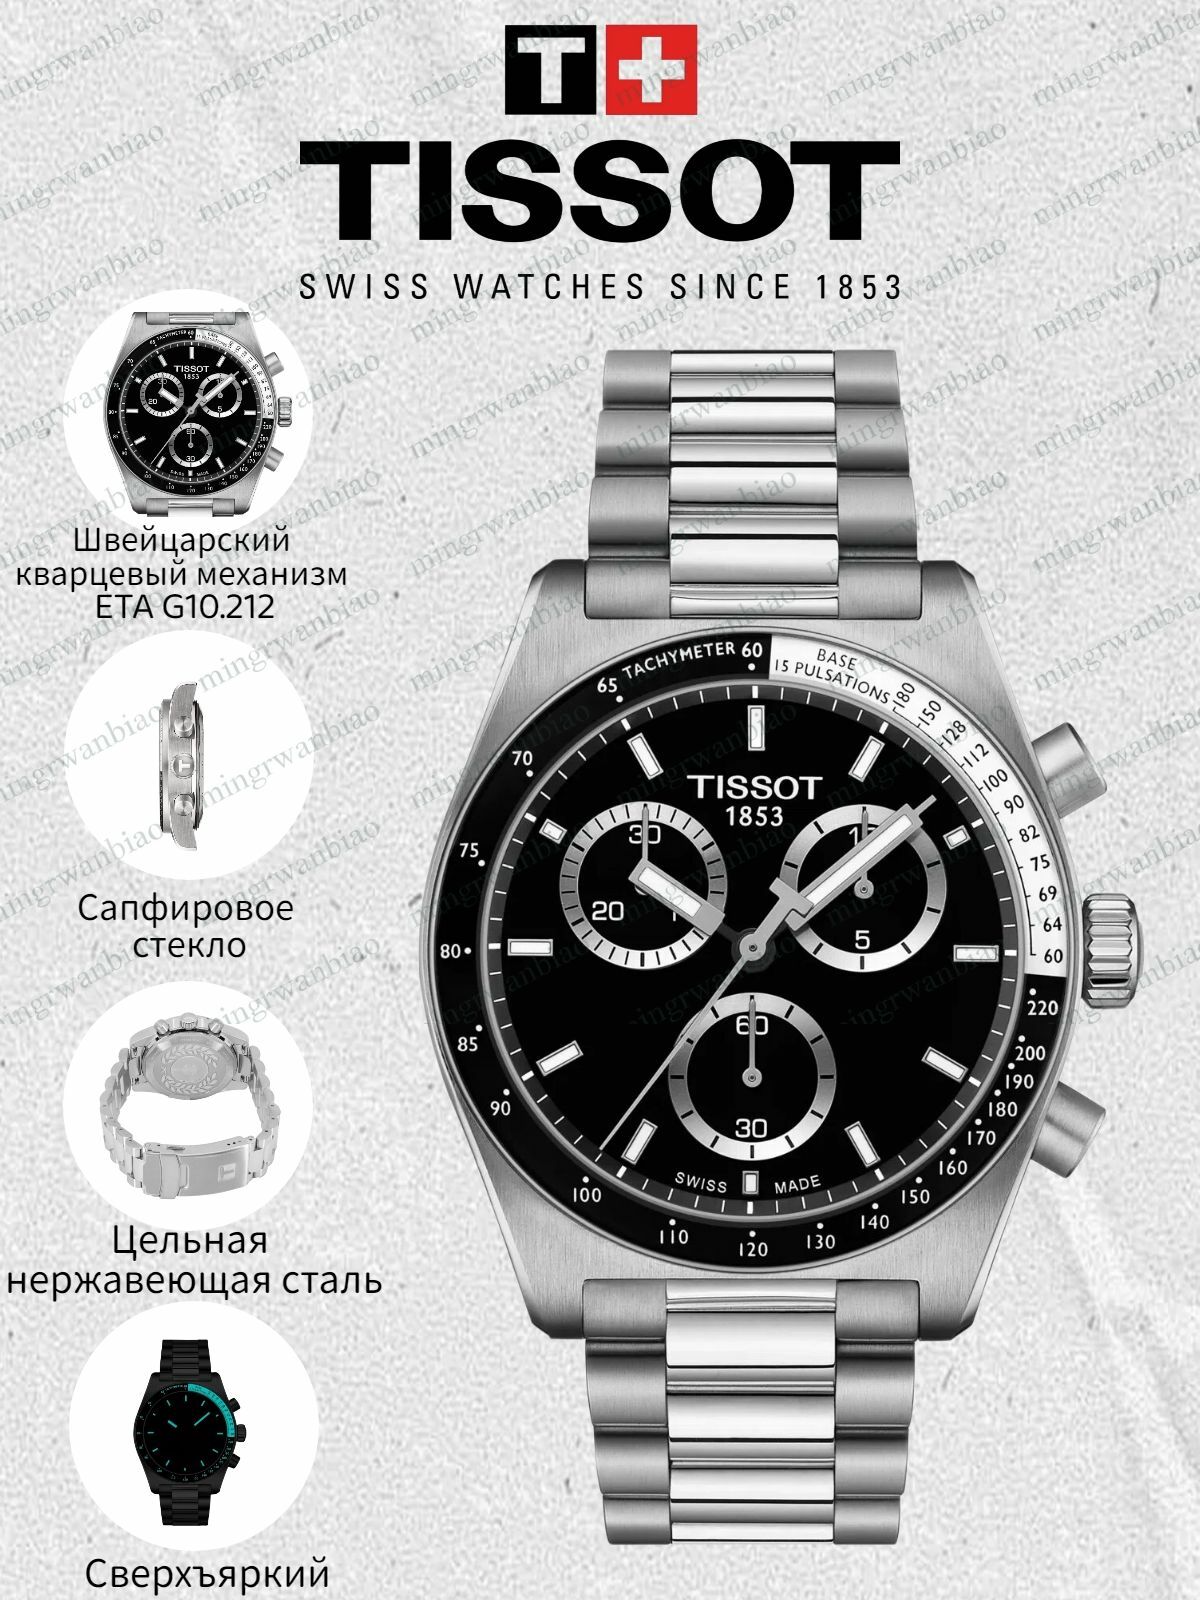 T
TISSOT
SWISS WATCHES SINCE 1853
Швейцарский
кварцевый механизм
ETA G10.212
Сапфировое
стекло
Цельная
нержавеющая сталь
Сверхъяркий
TACHYMETER 60
BASE
15 PULSATIONS
180
150
128
112
100
90
82
75
69
64
60
220
200
190
180
170
160
150
140
130
120
110
100
90
85
80
75
70
65
TISSOT
1853
30
20
5
60
30
SWISS MADE
mingrwanbiao